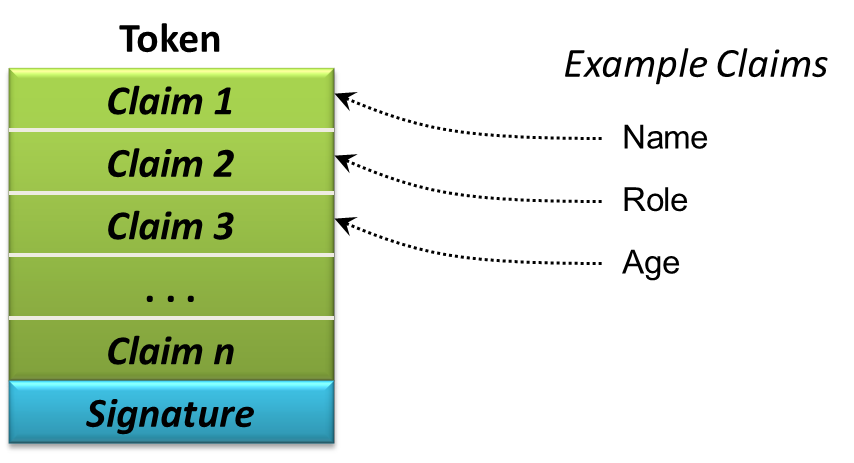 Token
Claim 1
Claim 2
Claim 3
. . .
Claim n
Signature
Example Claims
Name
Role
Age